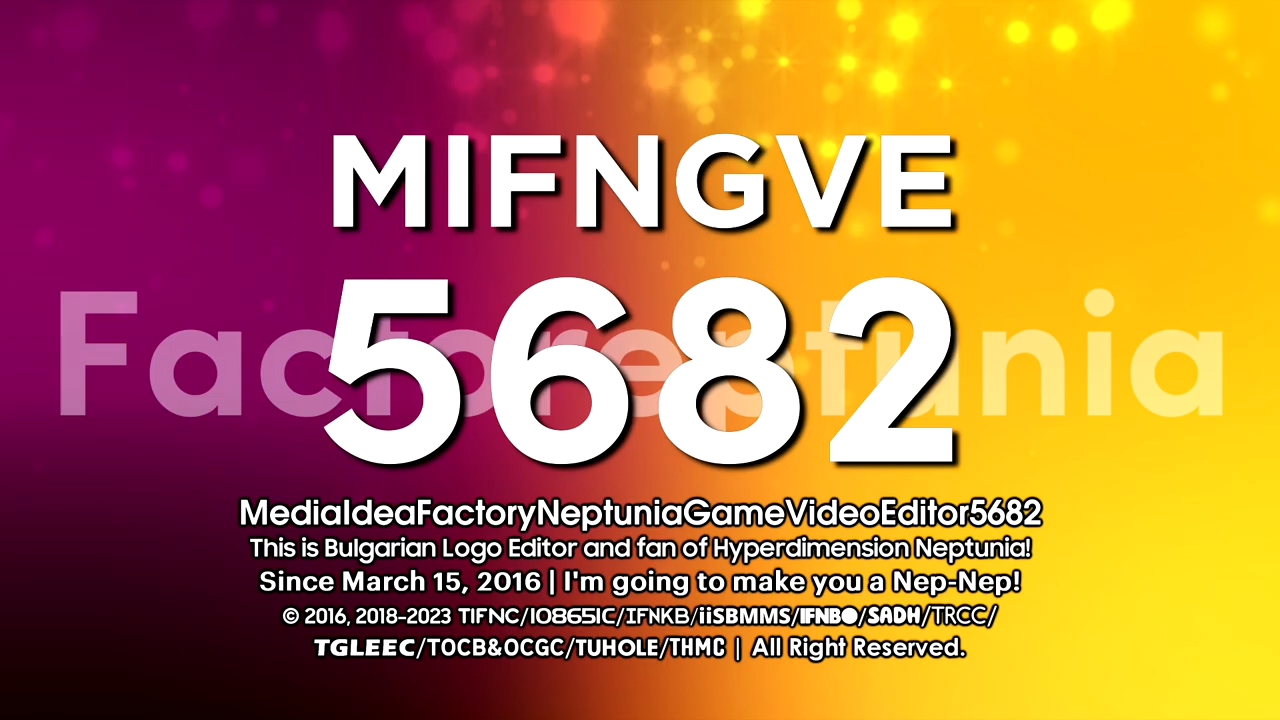 MIFNGVE
Factoreptunia
5682
MediaIdeaFactoryNeptuniaGameVideoEditor5682
This is Bulgarian Logo Editor and fan of Hyperdimension Neptunia!
Since March 15, 2016 | I'm going to make you a Nep-Nep!
© 2016, 2018-2023 TIFNC/IO865IC/IFNKB/iiSBMMS/IFNBO/SADH/TRCC/
TGLEEC/TOCB&OCGC/TUHOLE/THMC | All Right Reserved.